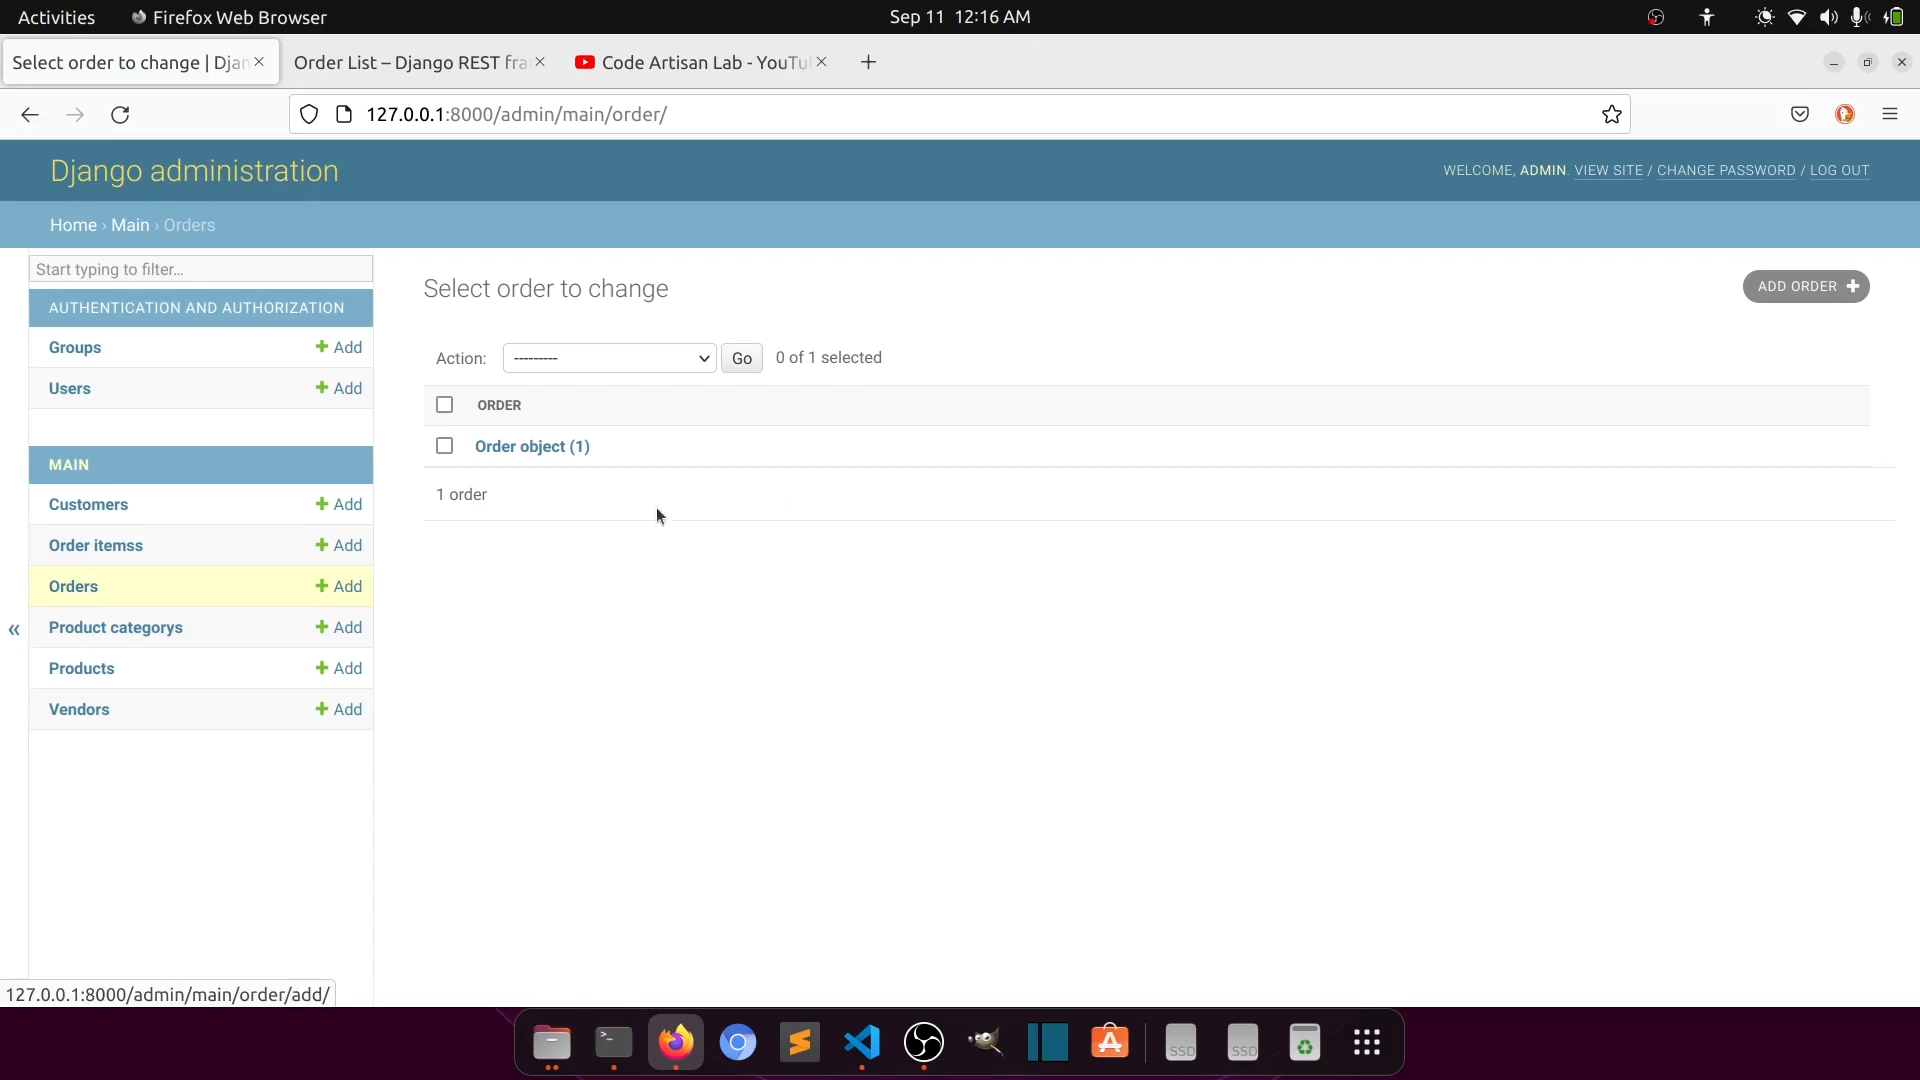 Activities
Firefox Web Browser
Sep 11 12:16 AM
Select order to change | Djan
Order List – Django REST fra
Code Artisan Lab - YouTu
127.0.0.1:8000/admin/main/order/
Django administration
WELCOME, ADMIN. VIEW SITE / CHANGE PASSWORD / LOG OUT
Home › Main › Orders
Start typing to filter...
AUTHENTICATION AND AUTHORIZATION
Groups
Add
Users
Add
MAIN
Customers
Add
Order itemss
Add
Orders
Add
Product categorys
Add
Products
Add
Vendors
Add
«
Select order to change
ADD ORDER
Action:
---------
Go
0 of 1 selected
ORDER
Order object (1)
1 order
127.0.0.1:8000/admin/main/order/add/
SSD
SSD